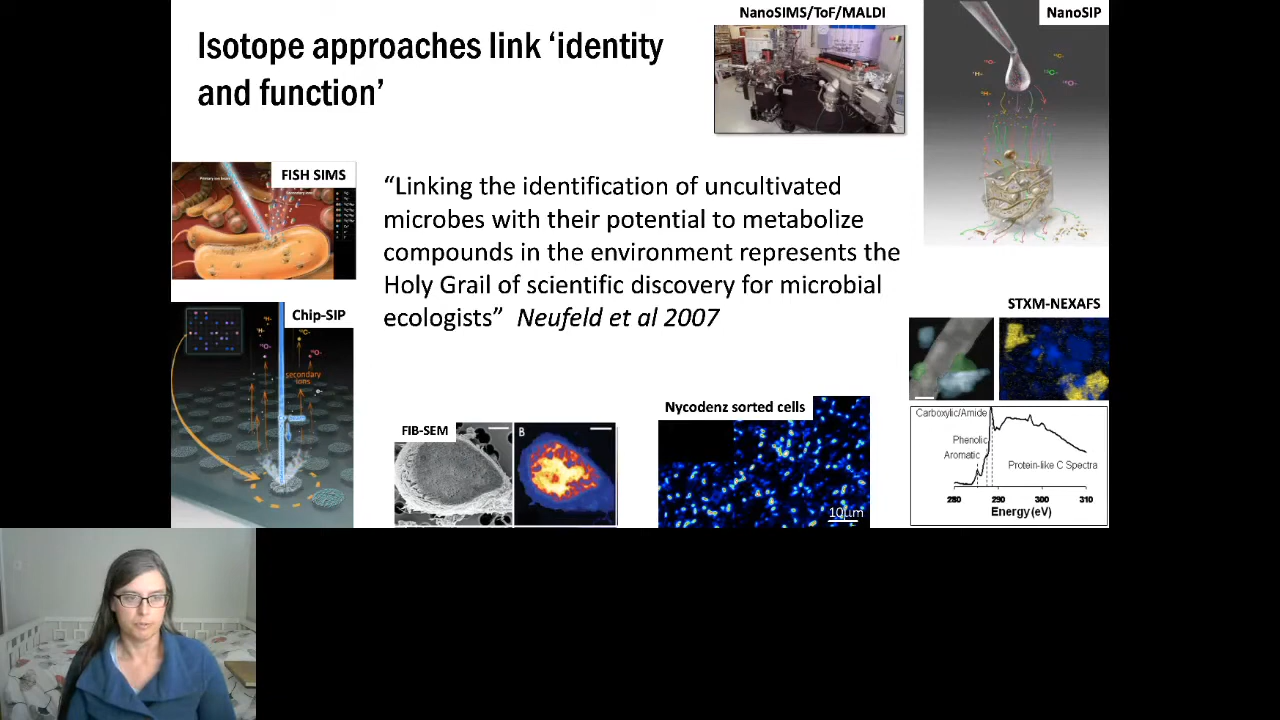 Isotope approaches link ‘identity
and function’
NanoSIMS/ToF/MALDI
NanoSIP
FISH SIMS
“Linking the identification of uncultivated
microbes with their potential to metabolize
compounds in the environment represents the
Holy Grail of scientific discovery for microbial
ecologists” Neufeld et al 2007
Chip-SIP
secondary
ions
STXM-NEXAFS
FIB-SEM
B
Nycodenz sorted cells
10µm
Carboxylic/Amide
Phenolic
Aromatic
Protein-like C Spectra
280 290 300 310
Energy (eV)